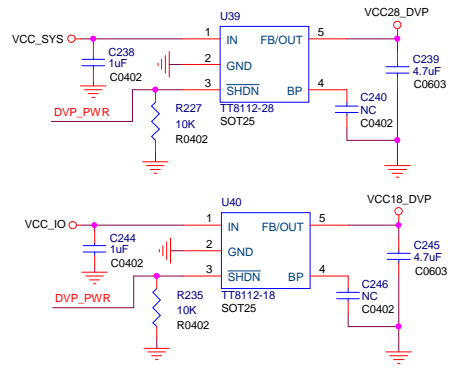 U39
VCC28_DVP
VCC_SYS
1
IN
FB/OUT
5
C238
1uF
C0402
2
GND
C239
4.7uF
C0603
3
SHDN
BP
4
C240
NC
C0402
DVP_PWR
R227
10K
R0402
TT8112-28
SOT25
U40
VCC18_DVP
VCC_IO
1
IN
FB/OUT
5
C244
1uF
C0402
2
GND
C245
4.7uF
C0603
3
SHDN
BP
4
C246
NC
C0402
DVP_PWR
R235
10K
R0402
TT8112-18
SOT25